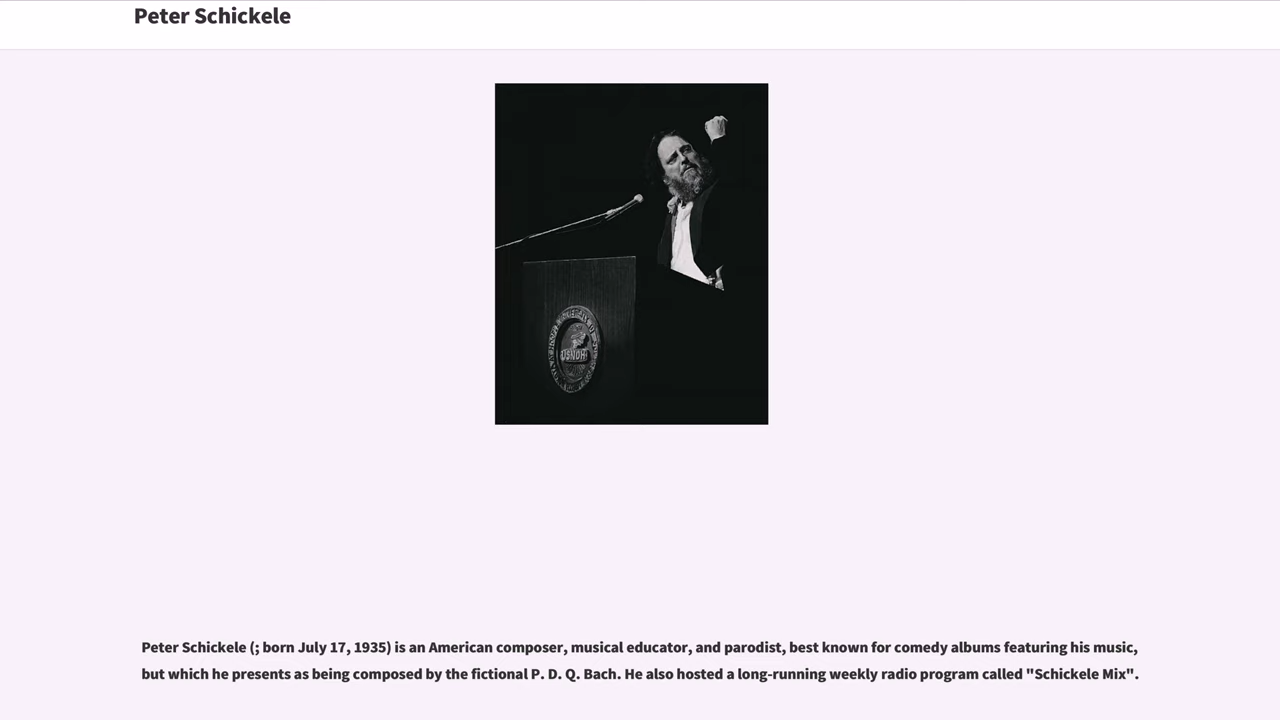 Peter Schickele
USNDH
Peter Schickele (; born July 17, 1935) is an American composer, musical educator, and parodist, best known for comedy albums featuring his music,
but which he presents as being composed by the fictional P. D. Q. Bach. He also hosted a long-running weekly radio program called "Schickele Mix".